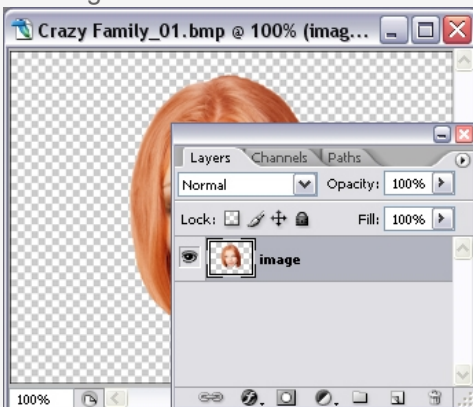 Crazy Family_01.bmp @ 100% (imag...
Layers Channels Paths
Normal Opacity: 100%
Lock: Fill: 100%
image
100%